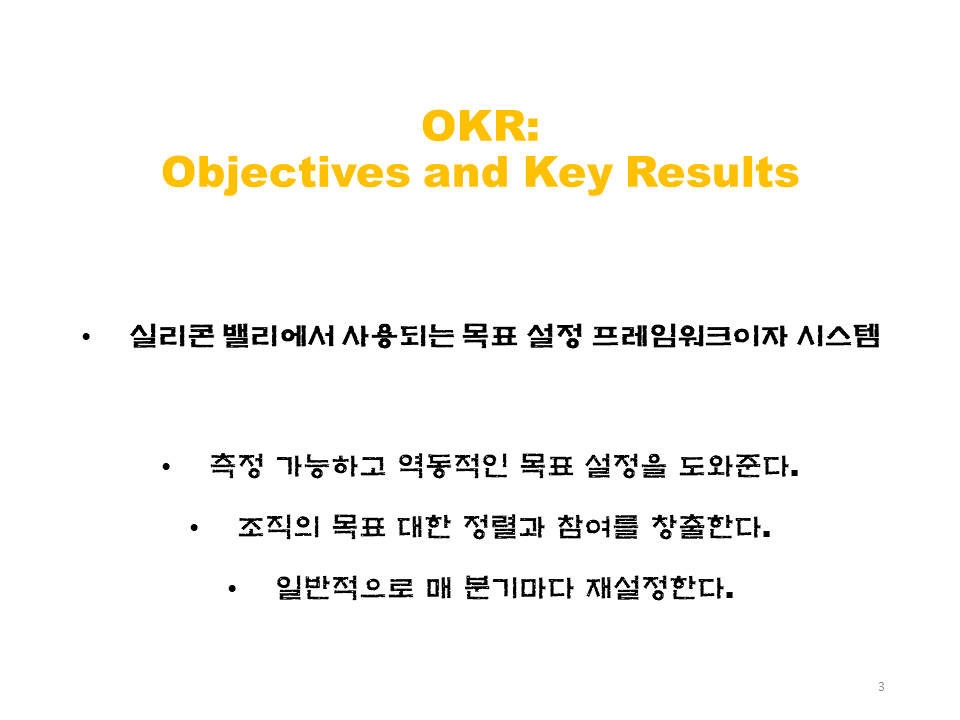 OKR:
Objectives and Key Results
• 실리콘 밸리에서 사용되는 목표 설정 프레임워크이자 시스템
• 측정 가능하고 역동적인 목표 설정을 도와준다.
• 조직의 목표 대한 정렬과 참여를 창출한다.
• 일반적으로 매 분기마다 재설정한다.
3